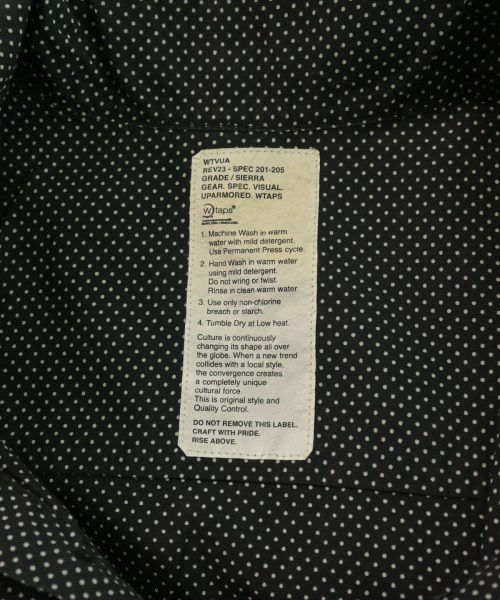 WTVUA
REV23 - SPEC 201-205
GRADE / SIERRA
GEAR. SPEC. VISUAL.
UPARMORED. WTAPS
W)taps®
1. Machine Wash in warm
water with mild detergent.
Use Permanent Press cycle.
2. Hand Wash in warm water
using mild detergent.
Do not wring or twist.
Rinse in clean warm water.
3. Use only non-chlorine
breach or starch.
4. Tumble Dry at Low heat.
Culture is continuously
changing its shape all over
the globe. When a new trend
collides with a local style,
the convergence creates
a completely unique
cultural force.
This is original style and
Quality Control.
DO NOT REMOVE THIS LABEL.
CRAFT WITH PRIDE.
RISE ABOVE.